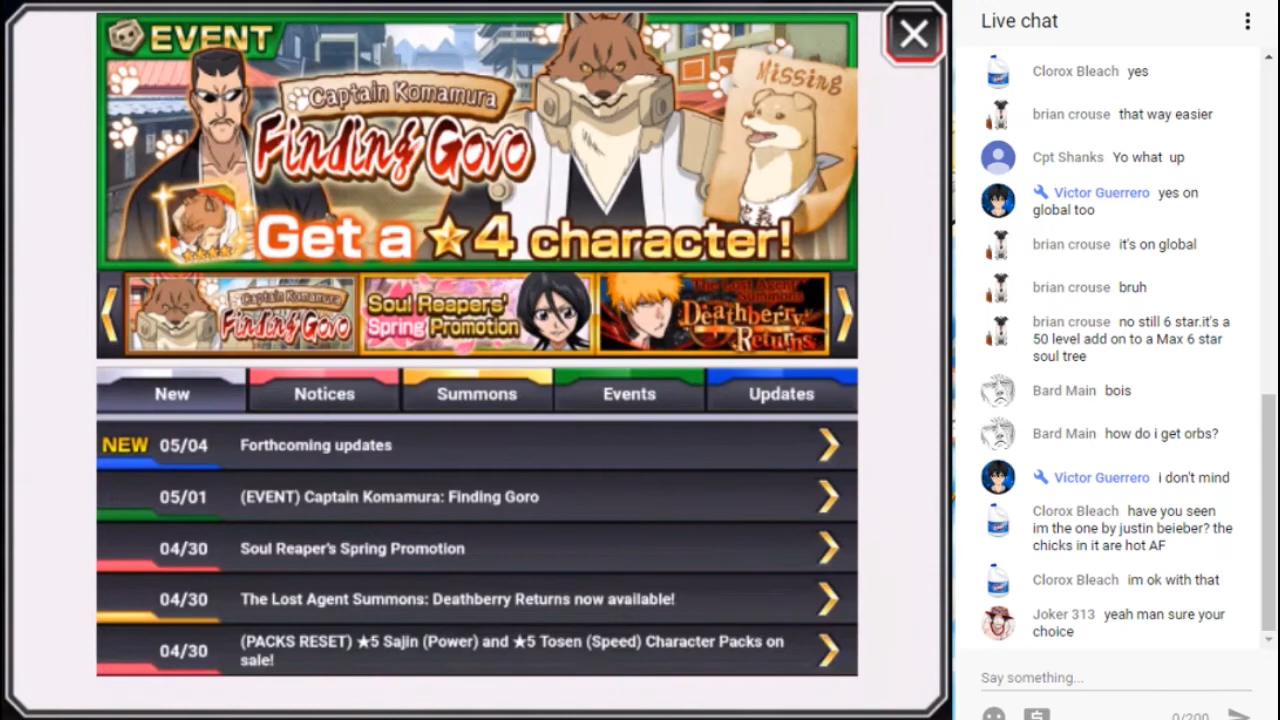 EVENT
Captain Komamura
Finding Goro
Missing
Get a ★4 character!
Captain Komamura
Finding Goro
Soul Reapers'
Spring Promotion
The Lost Agent
Summons
Deathberry
Returns
New
Notices
Summons
Events
Updates
NEW 05/04 Forthcoming updates
05/01 (EVENT) Captain Komamura: Finding Goro
04/30 Soul Reaper's Spring Promotion
04/30 The Lost Agent Summons: Deathberry Returns now available!
04/30 (PACKS RESET) ★5 Sajin (Power) and ★5 Tosen (Speed) Character Packs on
sale!
Live chat
Clorox Bleach yes
brian crouse that way easier
Cpt Shanks Yo what up
Victor Guerrero yes on
global too
brian crouse it's on global
brian crouse bruh
brian crouse no still 6 star.it's a
50 level add on to a Max 6 star
soul tree
Bard Main bois
Bard Main how do i get orbs?
Victor Guerrero i don't mind
Clorox Bleach have you seen
im the one by justin beieber? the
chicks in it are hot AF
Clorox Bleach im ok with that
Joker 313 yeah man sure your
choice
Say something...
0/200